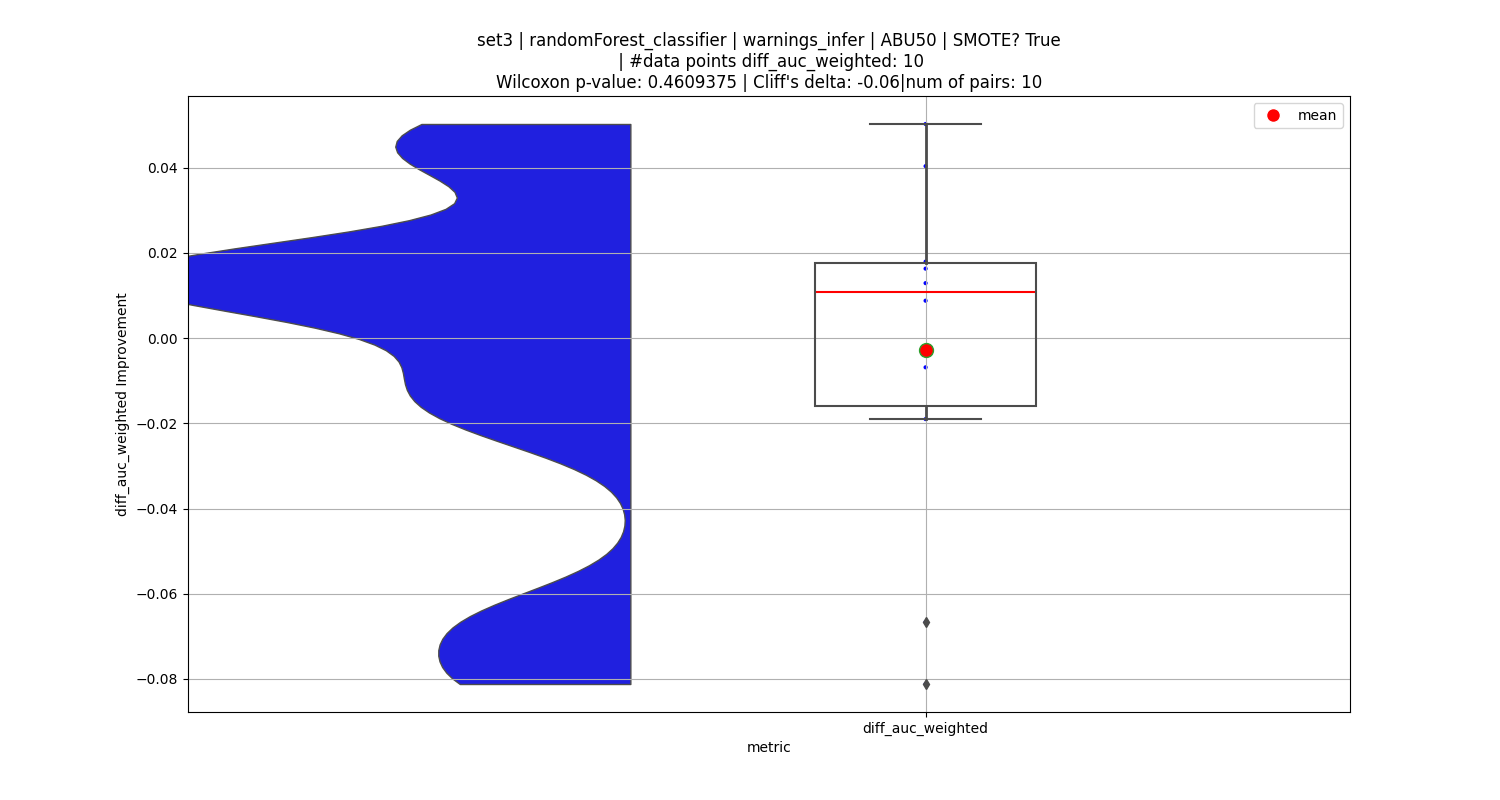 set3 | randomForest_classifier | warnings_infer | ABU50 | SMOTE? True
| #data points diff_auc_weighted: 10
Wilcoxon p-value: 0.4609375 | Cliff's delta: -0.06|num of pairs: 10
mean
0.04
0.02
0.00
−0.02
−0.04
−0.06
−0.08
diff_auc_weighted Improvement
diff_auc_weighted
metric